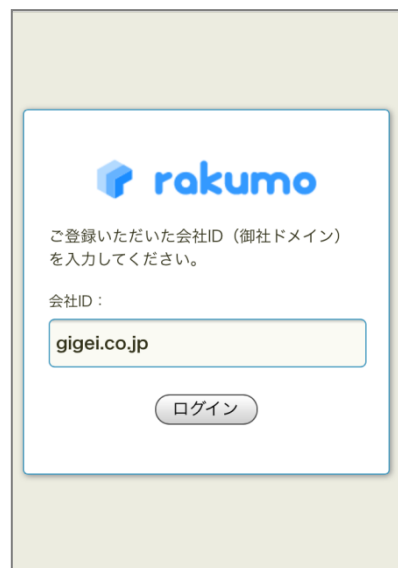 rakumo
ご登録いただいた会社ID（御社ドメイン）
を入力してください。
会社ID：
gigei.co.jp
ログイン